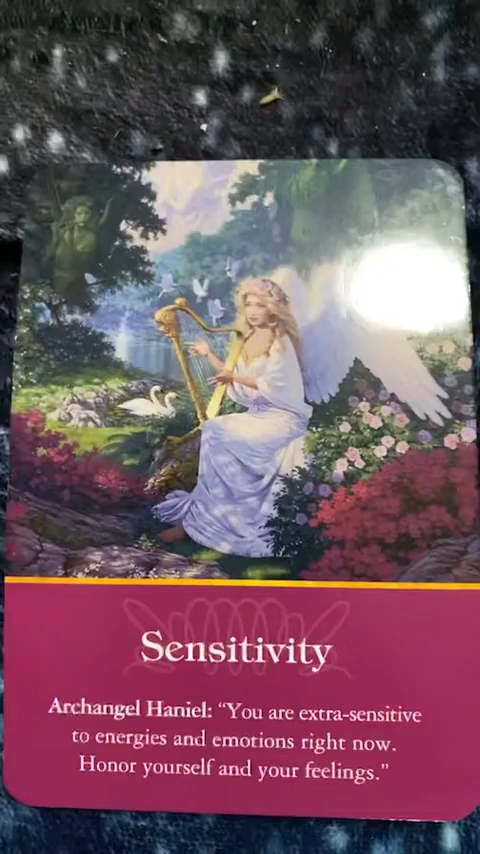 Sensitivity
Archangel Haniel: “You are extra-sensitive
to energies and emotions right now.
Honor yourself and your feelings.”